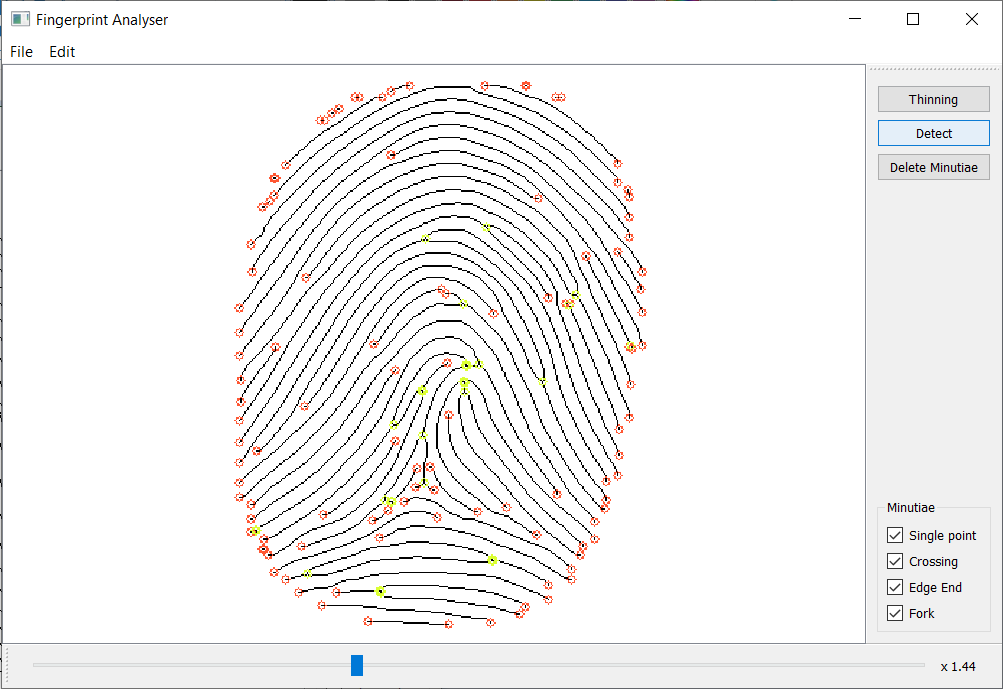 Fingerprint Analyser
File Edit
Thinning
Detect
Delete Minutiae
Minutiae
Single point
Crossing
Edge End
Fork
x 1.44